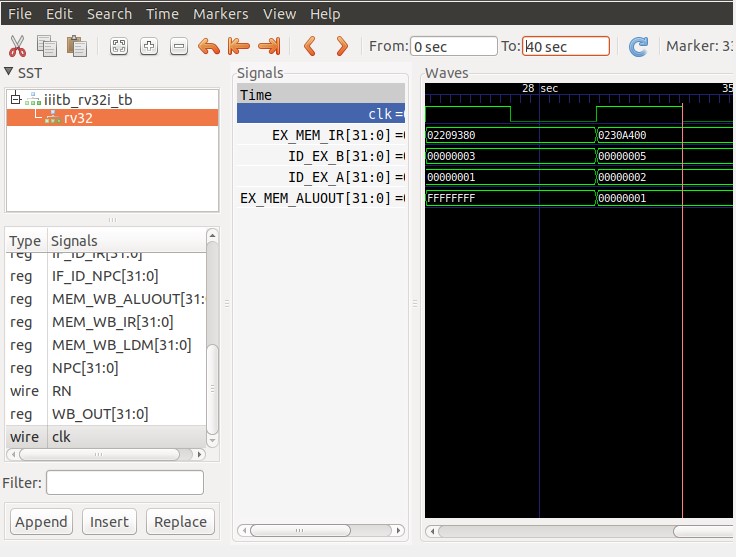 File Edit Search Time Markers View Help
From: 0 sec To: 40 sec Marker: 33
SST
iiitb_rv32i_tb
rv32
Type Signals
reg IF_ID_IR[31:0]
reg IF_ID_NPC[31:0]
reg MEM_WB_ALUOUT[31:
reg MEM_WB_IR[31:0]
reg MEM_WB_LDM[31:0]
reg NPC[31:0]
wire RN
reg WB_OUT[31:0]
wire clk
Filter:
Append Insert Replace
Signals
Time
clk =
EX_MEM_IR[31:0] =
ID_EX_B[31:0] =
ID_EX_A[31:0] =
EX_MEM_ALUOUT[31:0] =
Waves
28 sec 35
02209380 0230A400
00000003 00000005
00000001 00000002
FFFFFFFF 00000001